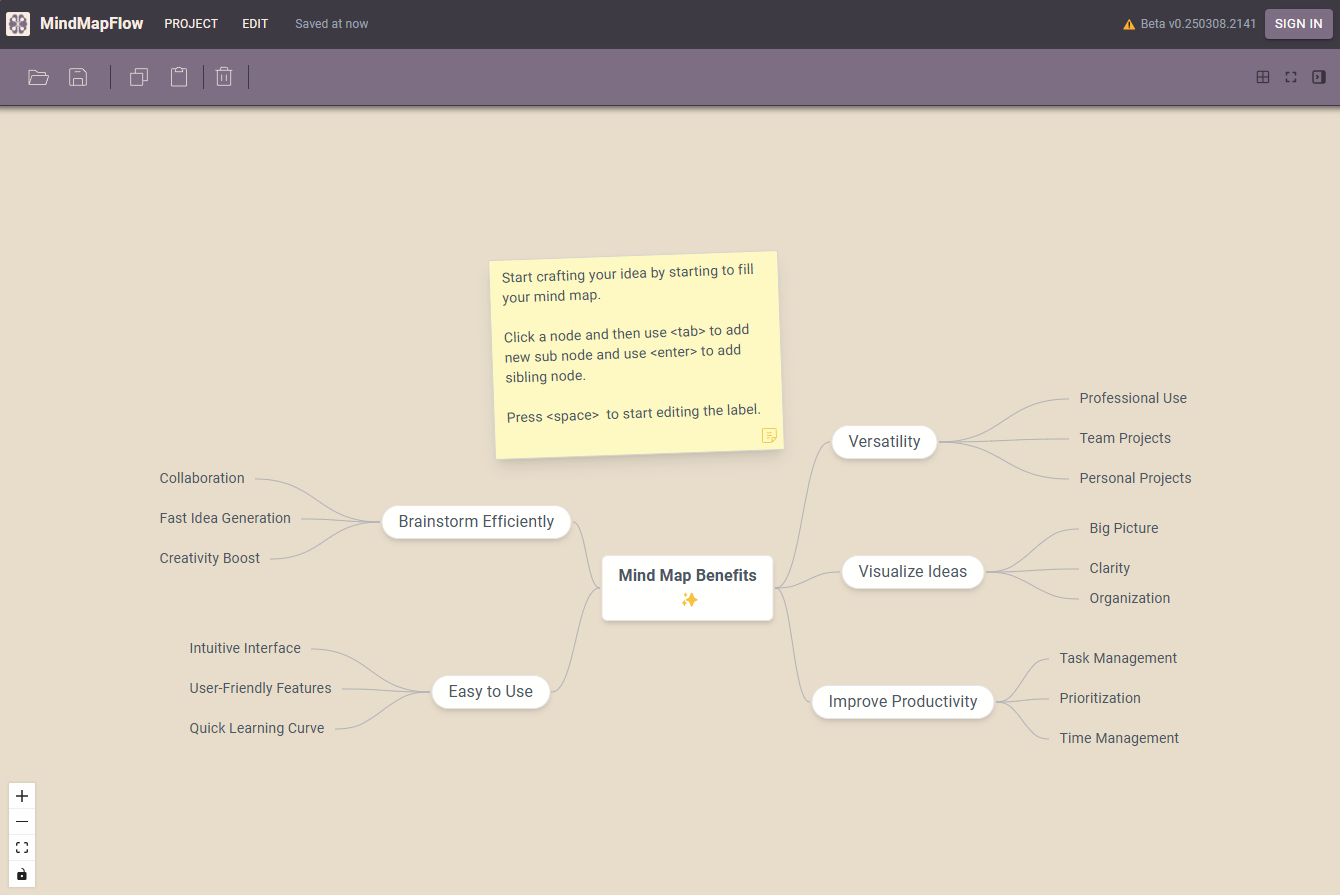 MindMapFlow PROJECT EDIT Saved at now Beta v0.250308.2141 SIGN IN
Start crafting your idea by starting to fill
your mind map.
Click a node and then use <tab> to add
new sub node and use <enter> to add
sibling node.
Press <space>  to start editing the label.
Collaboration
Fast Idea Generation
Creativity Boost
Brainstorm Efficiently
Intuitive Interface
User-Friendly Features
Quick Learning Curve
Easy to Use
Mind Map Benefits
Versatility
Professional Use
Team Projects
Personal Projects
Visualize Ideas
Big Picture
Clarity
Organization
Improve Productivity
Task Management
Prioritization
Time Management